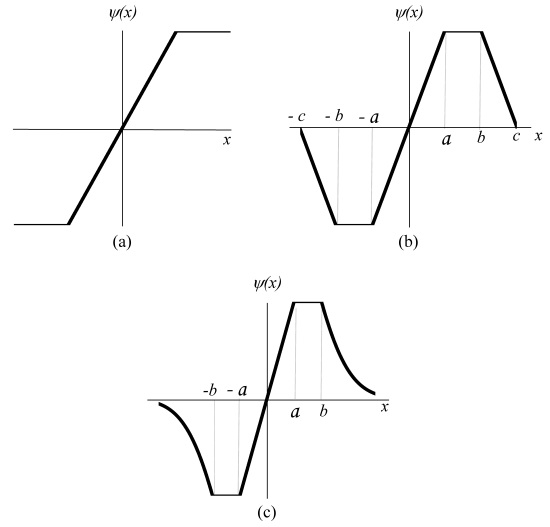 ψ(x)
x
(a)
ψ(x)
- c - b - a
a b c x
(b)
ψ(x)
-b - a
a b x
(c)